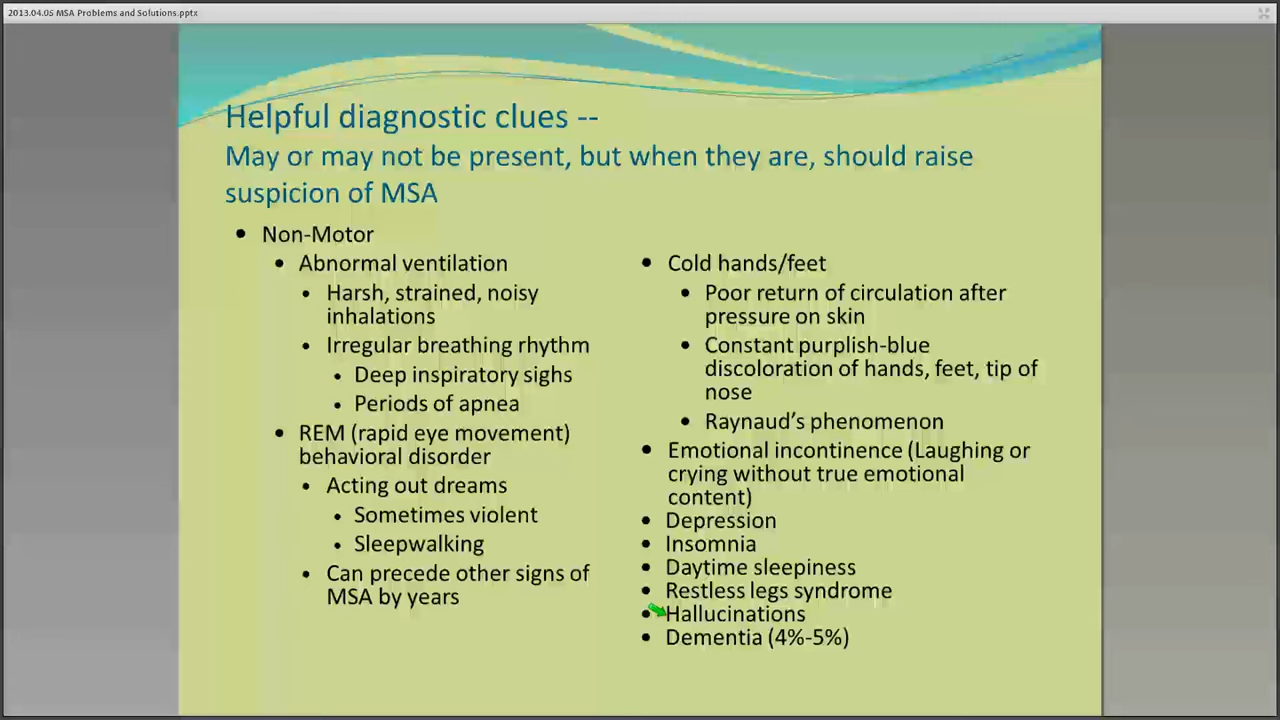 2013.04.05 MSA Problems and Solutions.pptx
Helpful diagnostic clues --
May or may not be present, but when they are, should raise
suspicion of MSA
• Non-Motor
• Abnormal ventilation
• Harsh, strained, noisy
inhalations
• Irregular breathing rhythm
• Deep inspiratory sighs
• Periods of apnea
• REM (rapid eye movement)
behavioral disorder
• Acting out dreams
• Sometimes violent
• Sleepwalking
• Can precede other signs of
MSA by years
• Cold hands/feet
• Poor return of circulation after
pressure on skin
• Constant purplish-blue
discoloration of hands, feet, tip of
nose
• Raynaud’s phenomenon
• Emotional incontinence (Laughing or
crying without true emotional
content)
• Depression
• Insomnia
• Daytime sleepiness
• Restless legs syndrome
• Hallucinations
• Dementia (4%-5%)